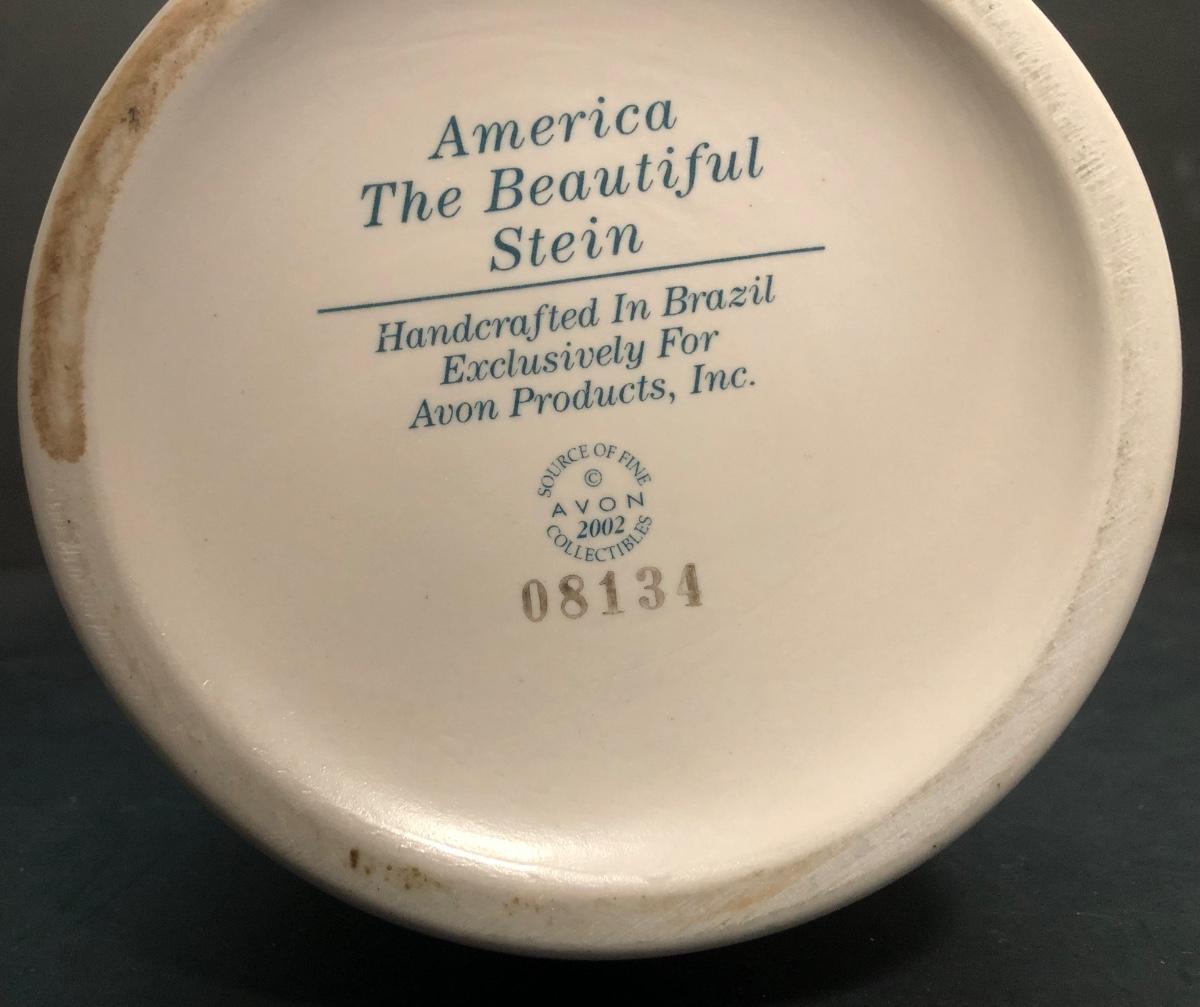 America
The Beautiful
Stein
Handcrafted In Brazil
Exclusively For
Avon Products, Inc.
SOURCE OF FINE
©
AVON
2002
COLLECTIBLES
08134